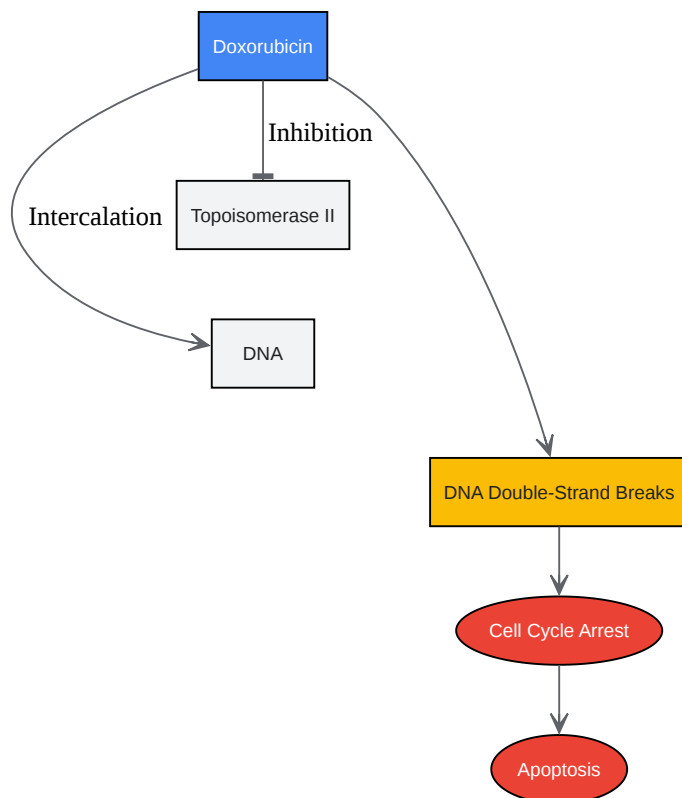 Doxorubicin
Inhibition
Intercalation
Topoisomerase II
DNA
DNA Double-Strand Breaks
Cell Cycle Arrest
Apoptosis